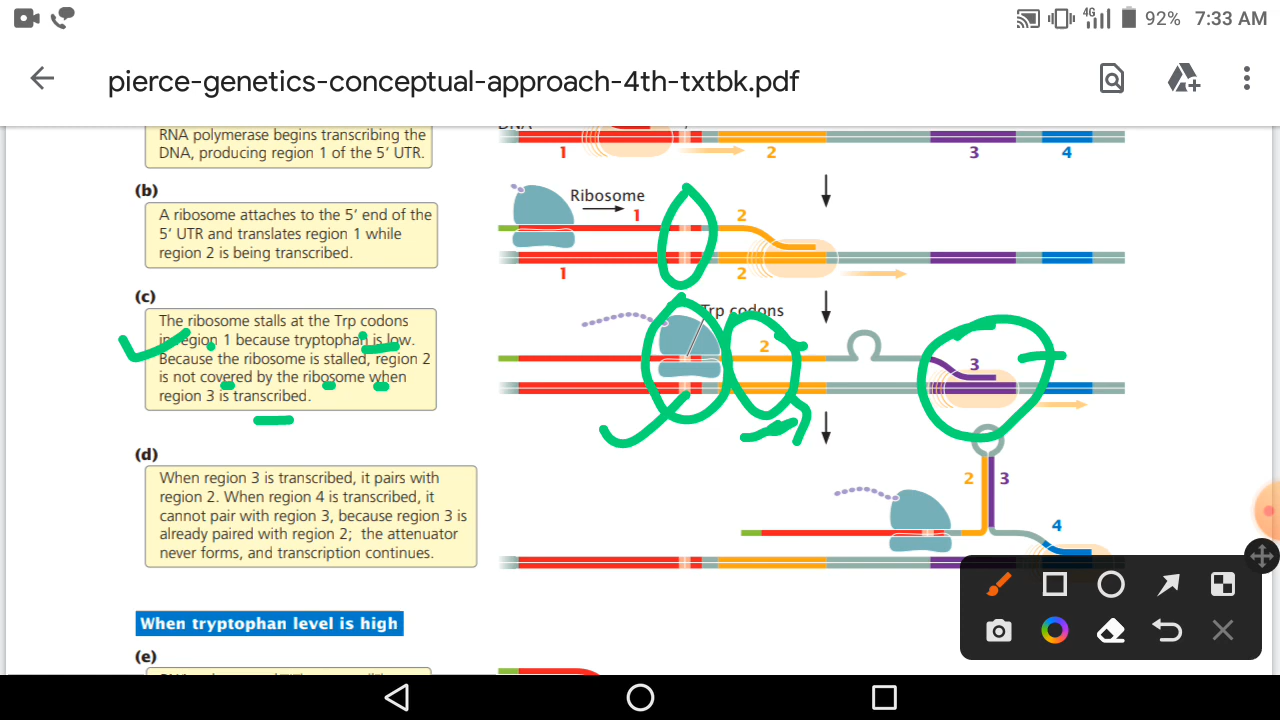 4G 92% 7:33 AM
pierce-genetics-conceptual-approach-4th-txtbk.pdf
RNA polymerase begins transcribing the
DNA, producing region 1 of the 5′ UTR.
1 2 3 4
(b)
A ribosome attaches to the 5′ end of the
5′ UTR and translates region 1 while
region 2 is being transcribed.
Ribosome
1 2
1 2
(c)
The ribosome stalls at the Trp codons
in region 1 because tryptophan is low.
Because the ribosome is stalled, region 2
is not covered by the ribosome when
region 3 is transcribed.
Trp codons
2 3
(d)
When region 3 is transcribed, it pairs with
region 2. When region 4 is transcribed, it
cannot pair with region 3, because region 3 is
already paired with region 2; the attenuator
never forms, and transcription continues.
2 3
4
When tryptophan level is high
(e)